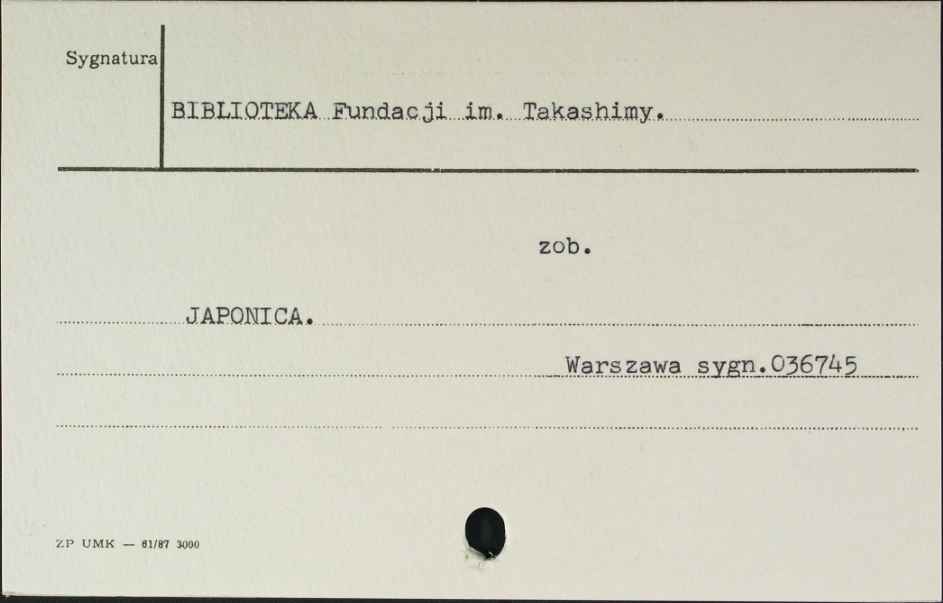 Sygnatura
BIBLIOTEKA Fundacji im. Takashimy.
zob.
JAPONICA.
Warszawa sygn.036745
ZP UMK — 61/87 3000